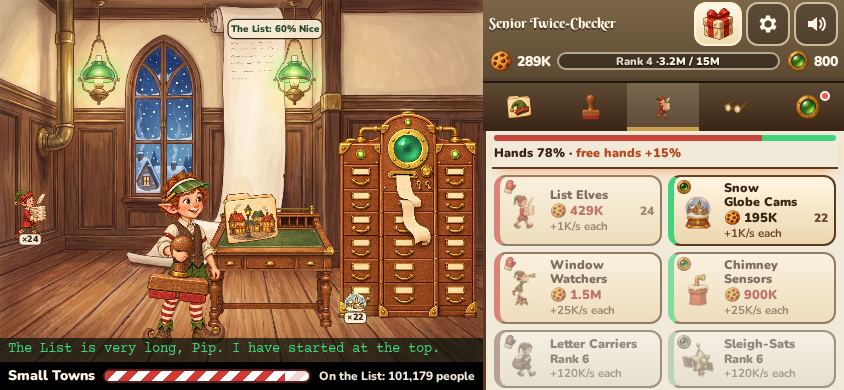 The List: 60% Nice
×24
×22
The List is very long, Pip. I have started at the top.
Small Towns
On the List: 101,179 people
Senior Twice-Checker
289K
Rank 4 · 3.2M / 15M
800
Hands 78% · free hands +15%
List Elves
429K
24
+1K/s each
Snow
Globe Cams
195K
22
+1K/s each
Window
Watchers
1.5M
+25K/s each
Chimney
Sensors
900K
+25K/s each
Letter Carriers
Rank 6
+120K/s each
Sleigh-Sats
Rank 6
+120K/s each